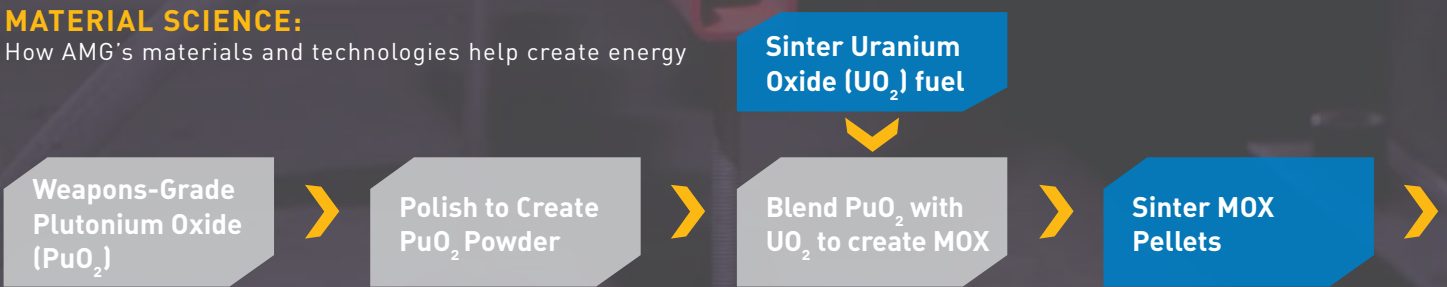 MATERIAL SCIENCE:
How AMG's materials and technologies help create energy
Sinter Uranium
Oxide (UO₂) fuel
Weapons-Grade
Plutonium Oxide
(PuO₂)
Polish to Create
PuO₂ Powder
Blend PuO₂ with
UO₂ to create MOX
Sinter MOX
Pellets